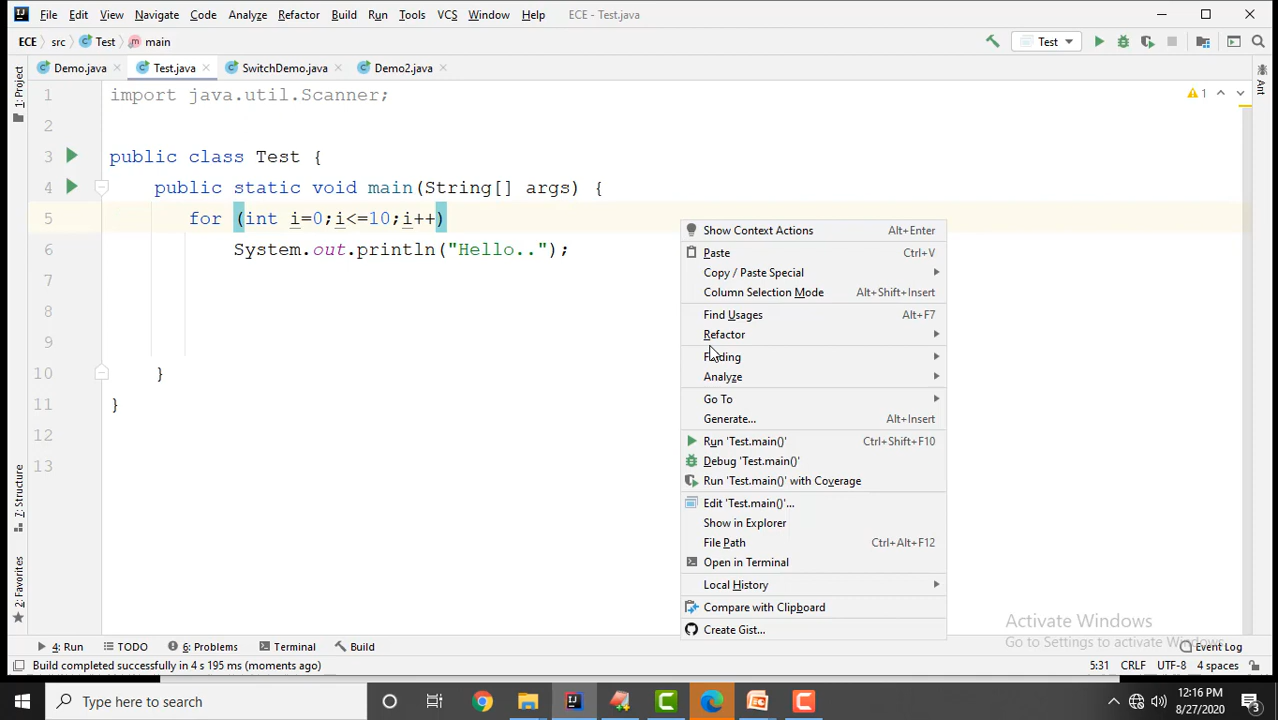 File Edit View Navigate Code Analyze Refactor Build Run Tools VCS Window Help ECE - Test.java
ECE src Test main Test
Demo.java Test.java SwitchDemo.java Demo2.java
1: Project
Ant
1 import java.util.Scanner; 1
2
3 public class Test {
4 public static void main(String[] args) {
5 for (int i=0;i<=10;i++)
6 System.out.println("Hello..");
7
8
9
10 }
11 }
12
13
Show Context Actions Alt+Enter
Paste Ctrl+V
Copy / Paste Special
Column Selection Mode Alt+Shift+Insert
Find Usages Alt+F7
Refactor
Folding
Analyze
Go To
Generate... Alt+Insert
Run 'Test.main()' Ctrl+Shift+F10
Debug 'Test.main()'
Run 'Test.main()' with Coverage
Edit 'Test.main()'...
Show in Explorer
File Path Ctrl+Alt+F12
Open in Terminal
Local History
Compare with Clipboard
Create Gist...
7: Structure
2: Favorites
Activate Windows
Go to Settings to activate Windows.
4: Run TODO 6: Problems Terminal Build Event Log
Build completed successfully in 4 s 195 ms (moments ago) 5:31 CRLF UTF-8 4 spaces
Type here to search
12:16 PM
8/27/2020
3